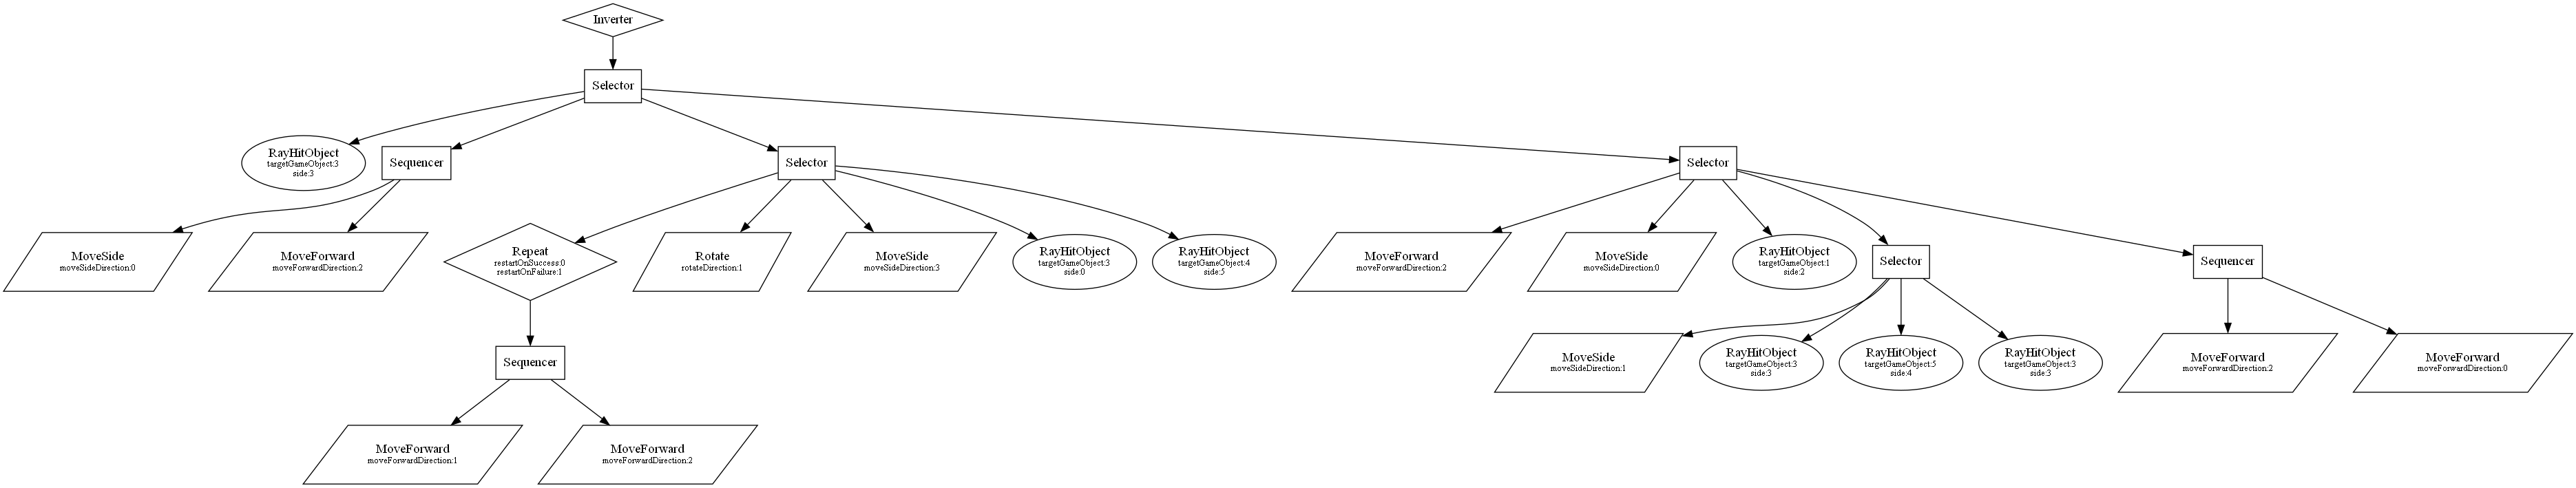 Inverter
Selector
RayHitObject
targetGameObject:3
side:3
Sequencer
Selector
Selector
MoveSide
moveSideDirection:0
MoveForward
moveForwardDirection:2
Repeat
restartOnSuccess:0
restartOnFailure:1
Rotate
rotateDirection:1
MoveSide
moveSideDirection:3
RayHitObject
targetGameObject:3
side:0
RayHitObject
targetGameObject:4
side:5
MoveForward
moveForwardDirection:2
MoveSide
moveSideDirection:0
RayHitObject
targetGameObject:1
side:2
Selector
Sequencer
Sequencer
MoveSide
moveSideDirection:1
RayHitObject
targetGameObject:3
side:3
RayHitObject
targetGameObject:5
side:4
RayHitObject
targetGameObject:3
side:3
MoveForward
moveForwardDirection:2
MoveForward
moveForwardDirection:0
MoveForward
moveForwardDirection:1
MoveForward
moveForwardDirection:2